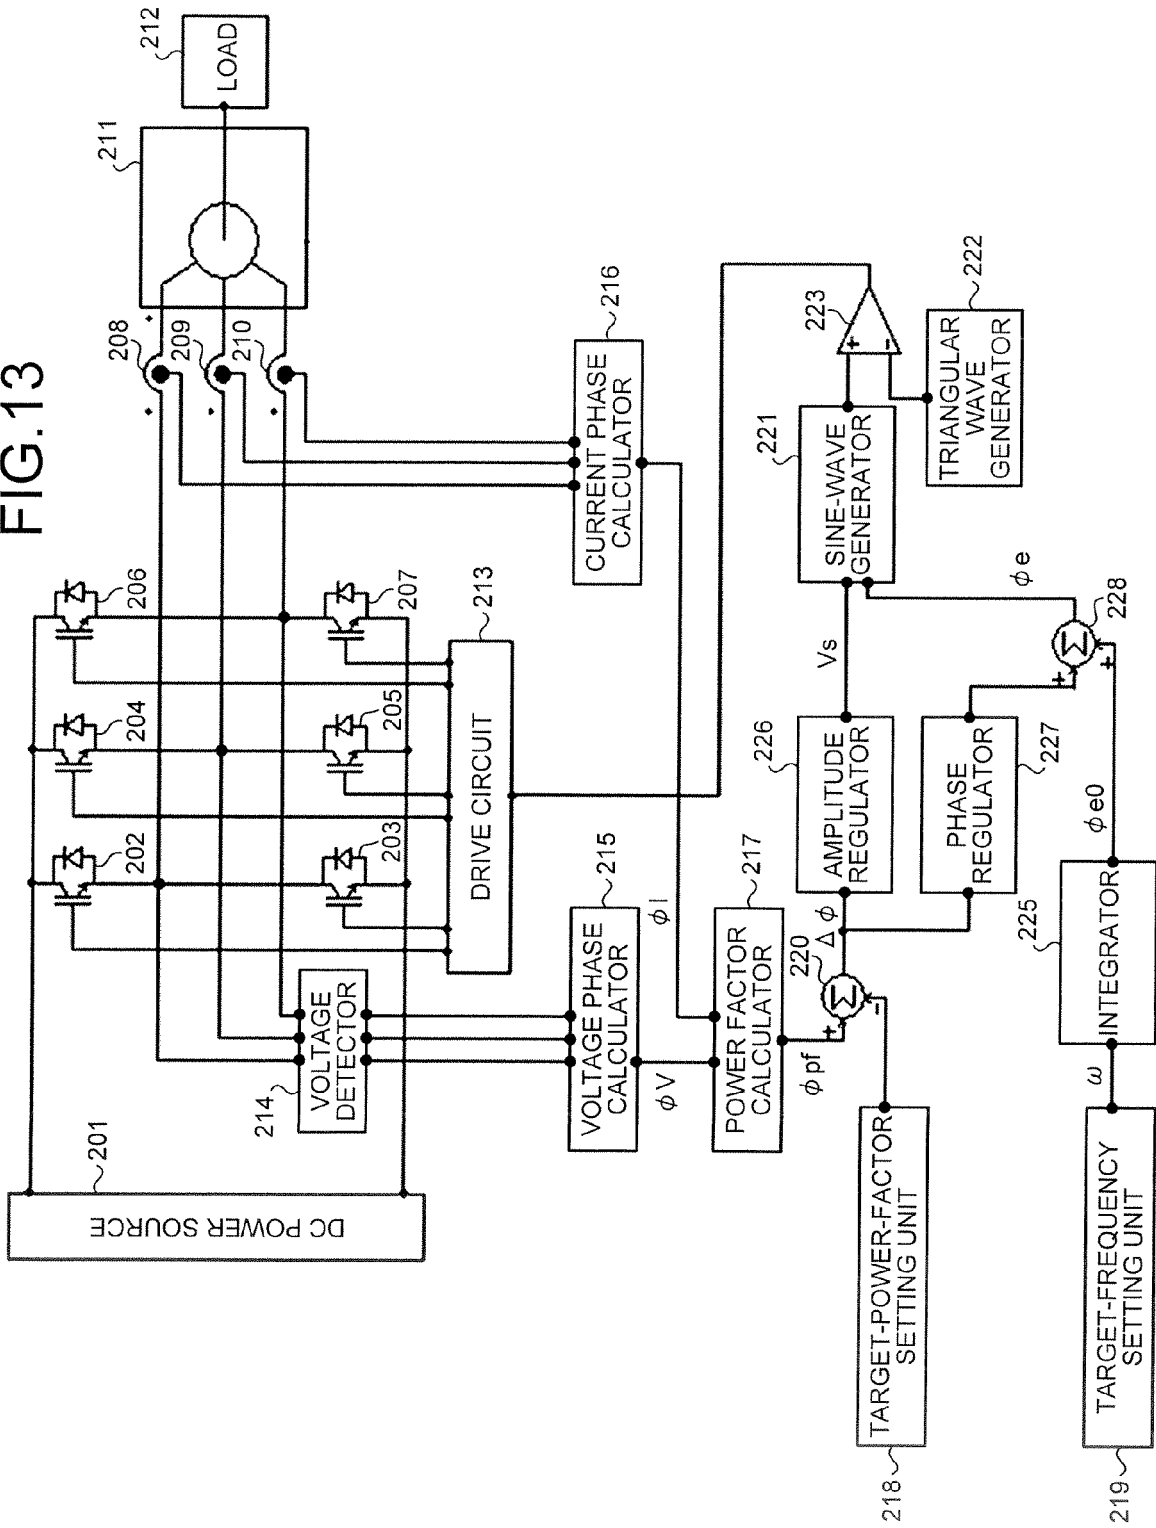 FIG.13
212
LOAD
211
208
209
210
206
207
204
205
202
203
213
DRIVE CIRCUIT
201
DC POWER SOURCE
214
VOLTAGE
DETECTOR
215
VOLTAGE PHASE
CALCULATOR
216
CURRENT PHASE
CALCULATOR
ϕV
ϕI
217
POWER FACTOR
CALCULATOR
ϕpf
+
-
220
Σ
Δϕ
218
TARGET-POWER-FACTOR
SETTING UNIT
226
AMPLITUDE
REGULATOR
Vs
227
PHASE
REGULATOR
219
TARGET-FREQUENCY
SETTING UNIT
ω
225
INTEGRATOR
ϕe0
+
+
Σ
228
ϕe
221
SINE-WAVE
GENERATOR
222
TRIANGULAR
WAVE
GENERATOR
223
+
-